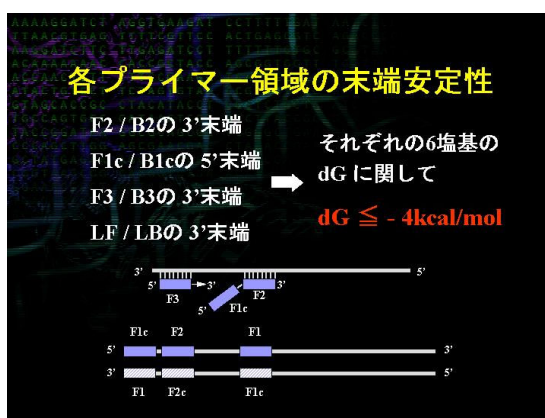 各プライマー領域の末端安定性
F2 / B2の 3’末端
F1c / B1cの 5’末端
F3 / B3の 3’末端
LF / LBの 3’末端
それぞれの6塩基の
dG に関して
dG ≦ - 4kcal/mol
3’ 5’
5’ 3’ 3’
F3 F2
5’ F1c
F1c F2 F1
5’ 3’
3’ 5’
F1 F2c F1c